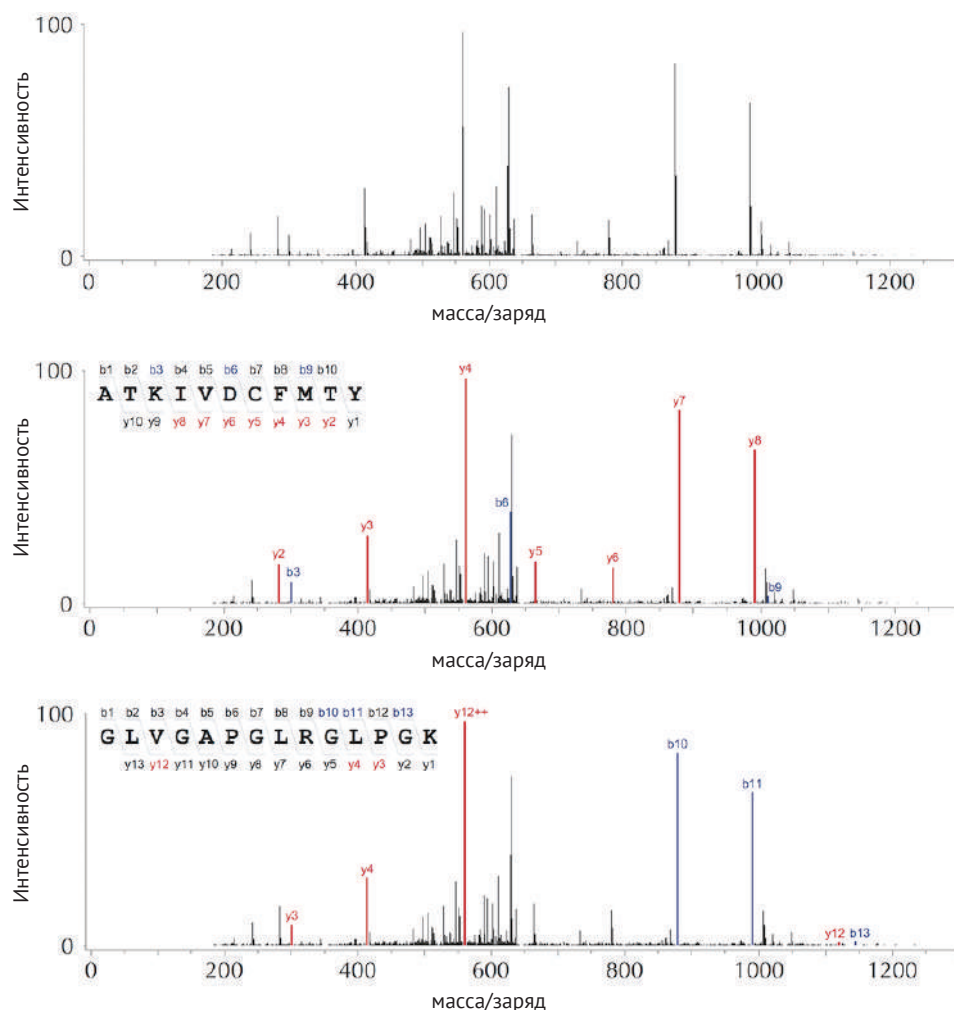 100
Интенсивность
0
0 200 400 600 800 1000 1200
масса/заряд
b1 b2 b3 b4 b5 b6 b7 b8 b9 b10
A T K I V D C F M T Y
y10 y9 y8 y7 y6 y5 y4 y3 y2 y1
100
Интенсивность
0
y2 b3 y3 y4 b6 y5 y6 y7 y8 b9
0 200 400 600 800 1000 1200
масса/заряд
b1 b2 b3 b4 b5 b6 b7 b8 b9 b10 b11 b12 b13
G L V G A P G L R G L P G K
y13 y12 y11 y10 y9 y8 y7 y6 y5 y4 y3 y2 y1
100
Интенсивность
0
y3 y4 y12++ b10 b11 y12 b13
0 200 400 600 800 1000 1200
масса/заряд